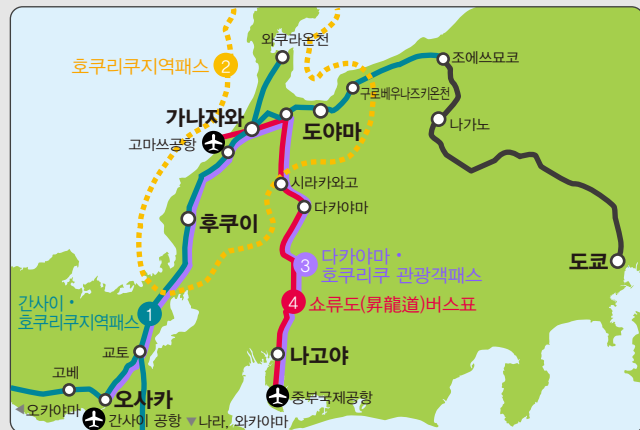 와쿠라온천
호쿠리쿠지역패스 2
조에쓰묘코
구로베우나즈키온천
가나자와
도야마
나가노
고마쓰공항
시라카와고
다카야마
후쿠이
도쿄
3 다카야마・
호쿠리쿠 관광객패스
간사이・
호쿠리쿠지역패스 1
4 쇼류도(昇龍道)버스표
교토
나고야
고베
오사카
중부국제공항
◀오카야마
간사이 공항 ▼나라, 와카야마